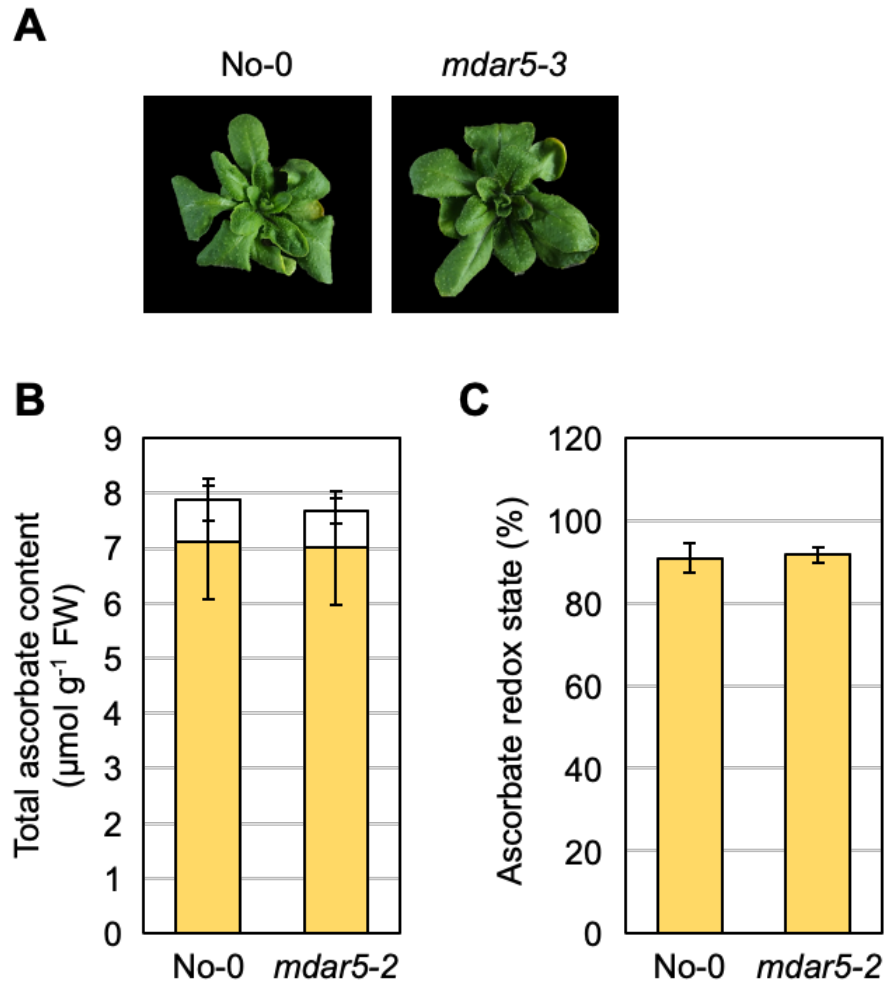 A
No-0
mdar5-3
B
Total ascorbate content
(µmol g⁻¹ FW)
9
8
7
6
5
4
3
2
1
0
No-0
mdar5-2
C
Ascorbate redox state (%)
120
100
80
60
40
20
0
No-0
mdar5-2